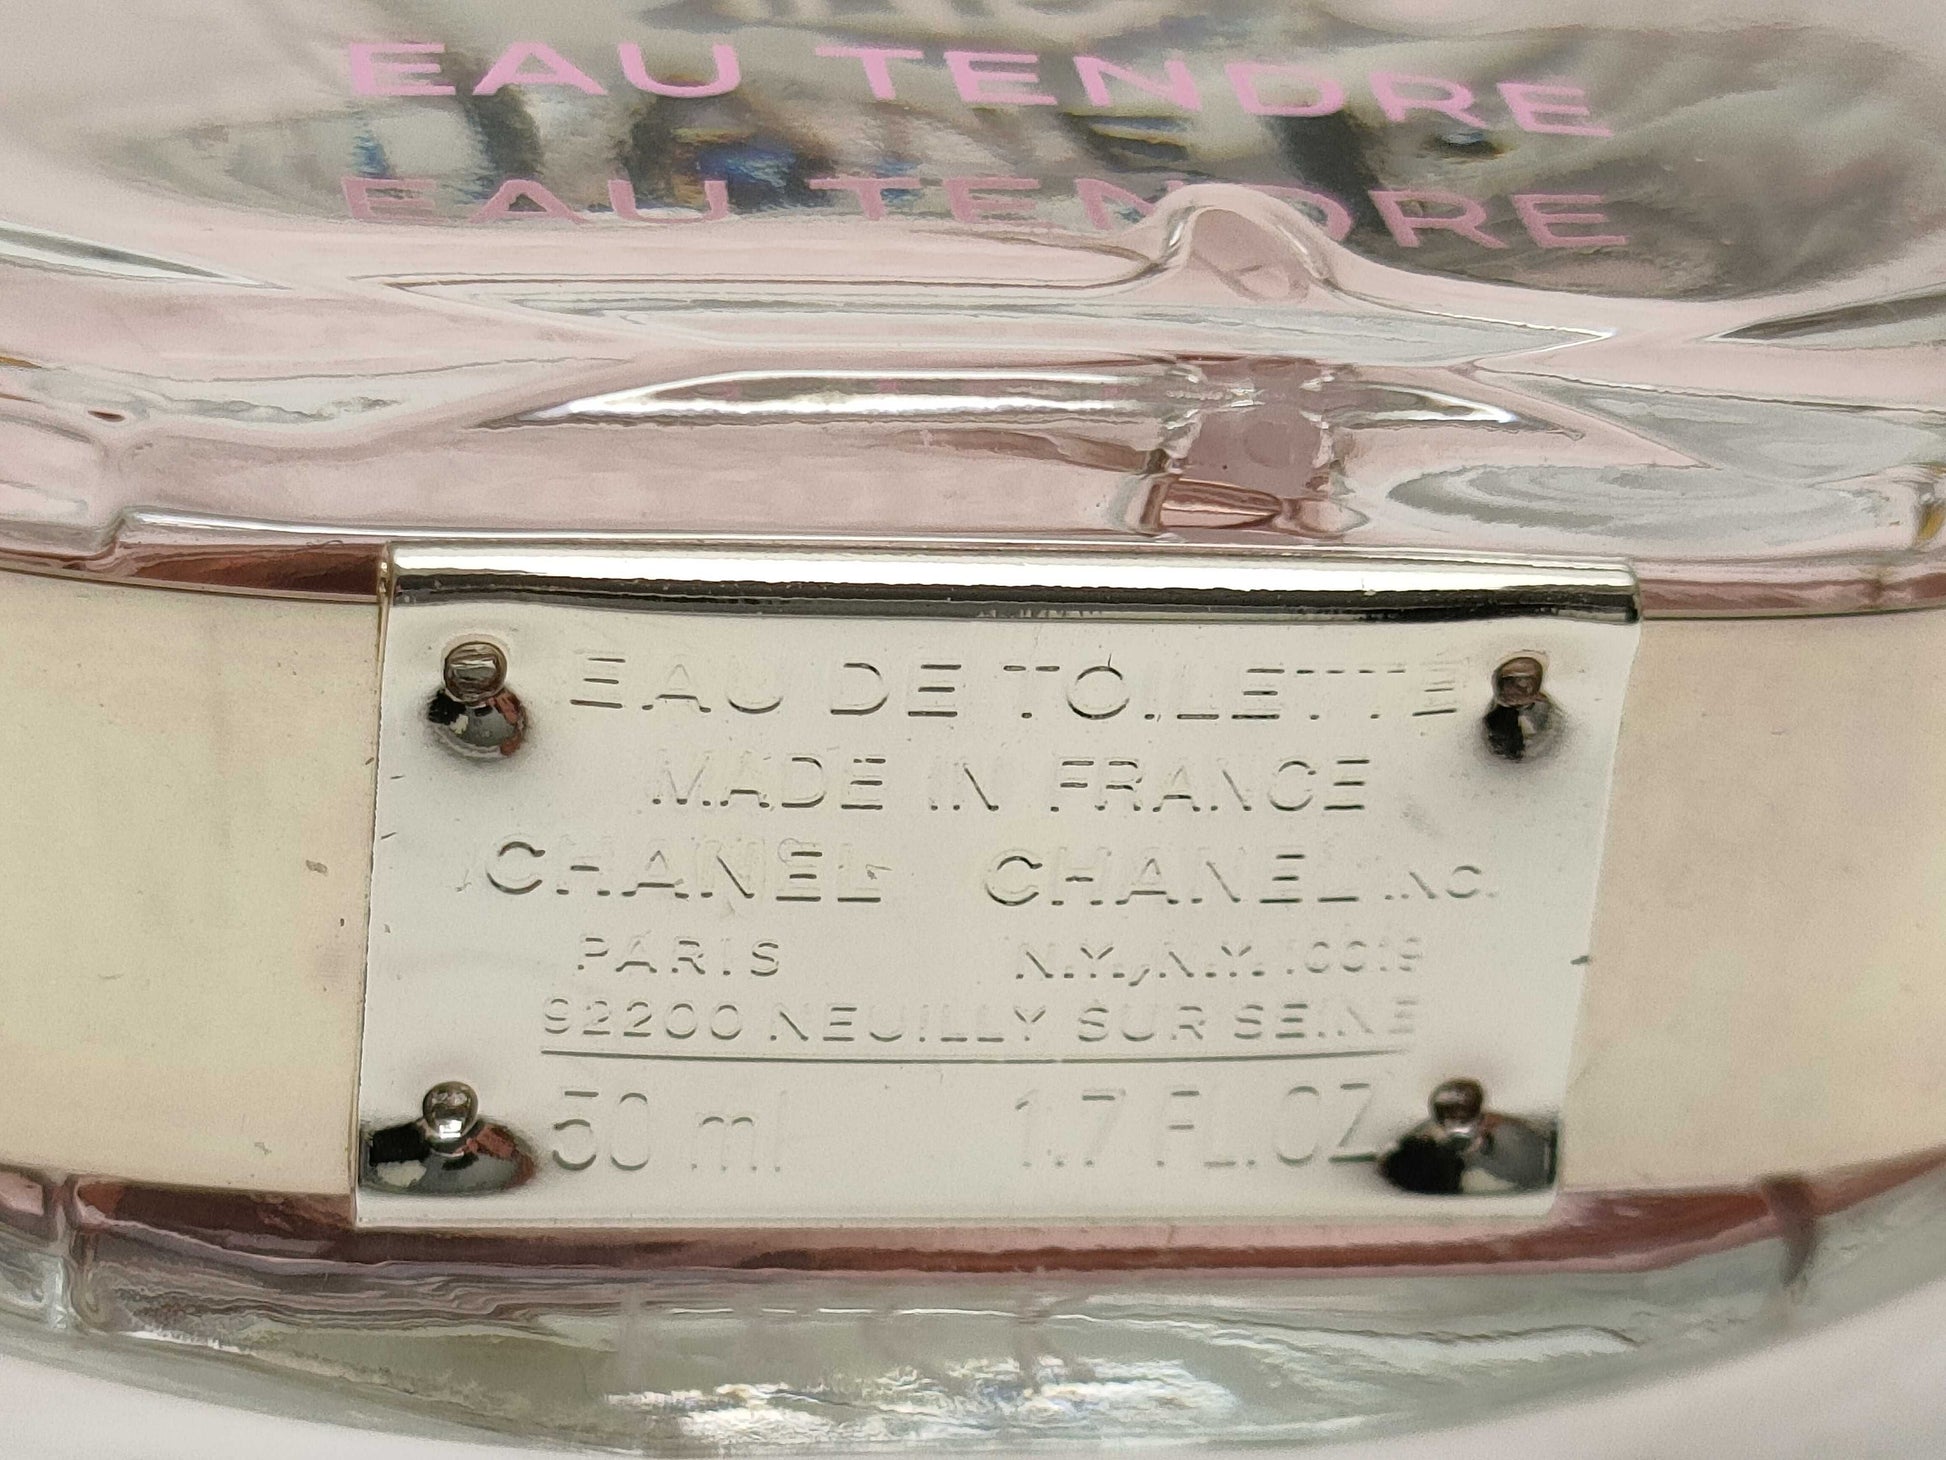 EAU TENDRE
EAU TENDRE
EAU DE TOILETTE
MADE IN FRANCE
CHANEL CHANEL INC.
PARIS N.Y., N.Y. 10019
92200 NEUILLY SUR SEINE
50 ml 1.7 FL. OZ